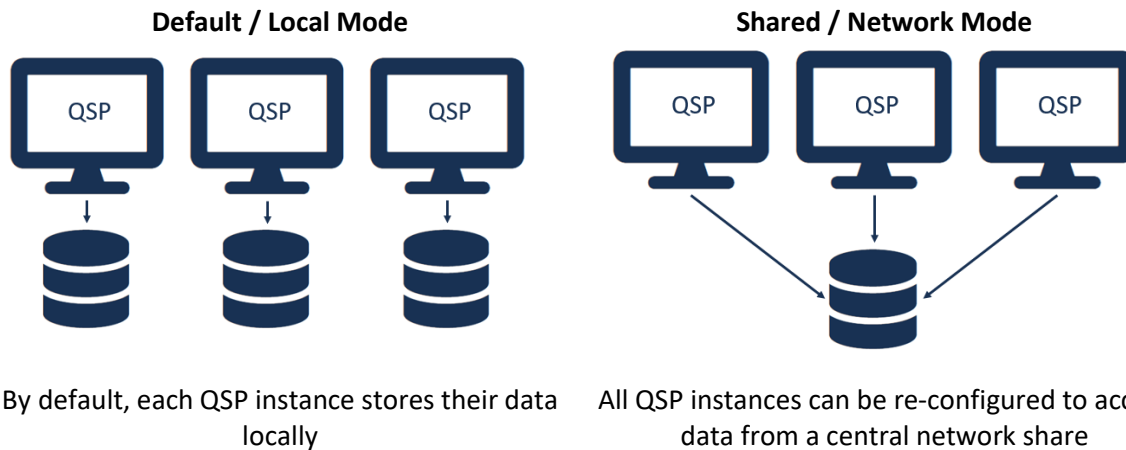 Default / Local Mode
QSP QSP QSP
By default, each QSP instance stores their data
locally
Shared / Network Mode
QSP QSP QSP
All QSP instances can be re-configured to
data from a central network share